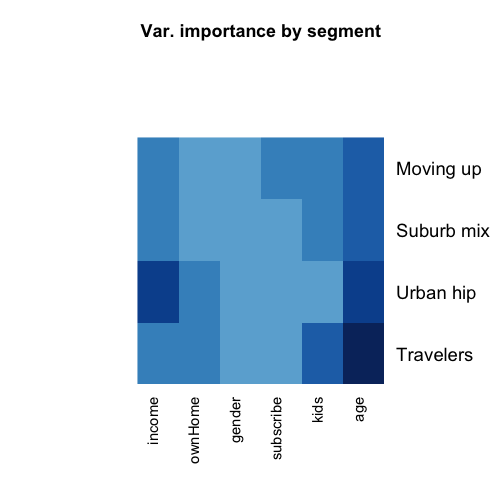 Var. importance by segment
Moving up
Suburb mix
Urban hip
Travelers
income
ownHome
gender
subscribe
kids
age